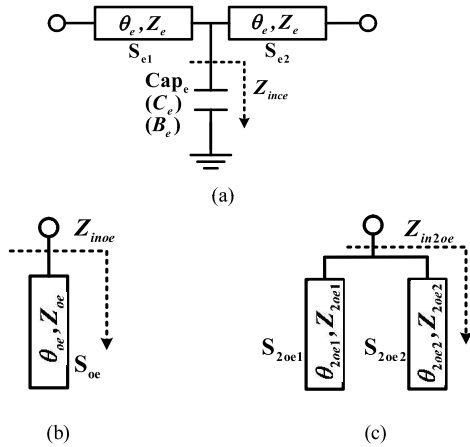 θe, Ze θe, Ze
Se1 Se2
Cape
(Ce)
(Be)
Zince
(a)
Zinoe
θoe, Zoe
Soe
(b)
Zin2oe
θ2oe1, Z2oe1
S2oe1
θ2oe2, Z2oe2
S2oe2
(c)